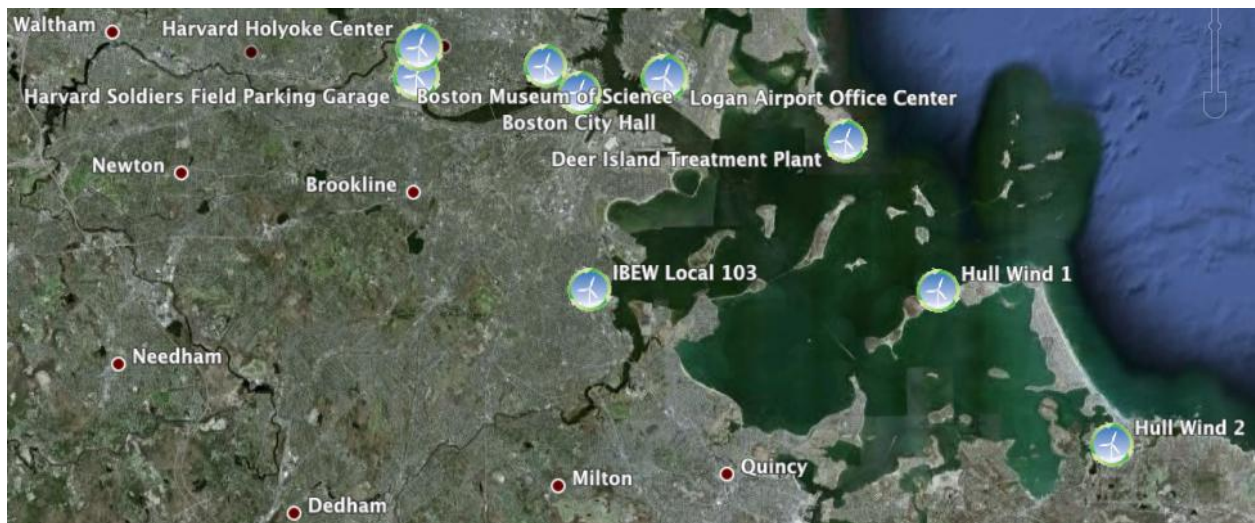 Waltham
Harvard Holyoke Center
Harvard Soldiers Field Parking Garage
Boston Museum of Science
Logan Airport Office Center
Boston City Hall
Deer Island Treatment Plant
Newton
Brookline
IBEW Local 103
Hull Wind 1
Needham
Hull Wind 2
Quincy
Milton
Dedham